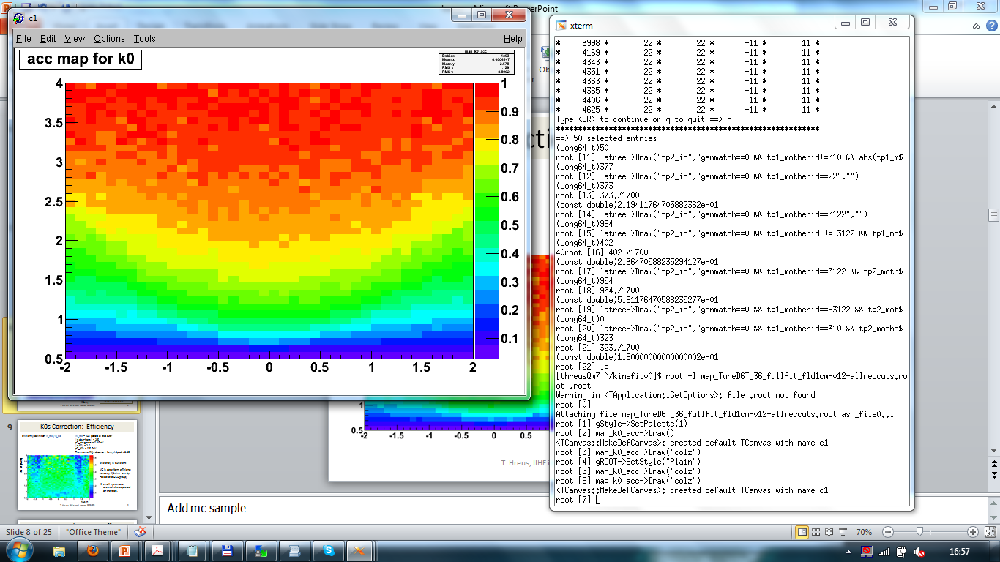 Microsoft PowerPoint
c1
File Edit View Options Tools Help
acc map for k0
map_k0_acc
Entries 1393
Mean x 0.0004847
Mean y 2.578
RMS x 1.129
RMS y 0.8902
4
3.5
3
2.5
2
1.5
1
0.5
-2 -1.5 -1 -0.5 0 0.5 1 1.5 2
1
0.9
0.8
0.7
0.6
0.5
0.4
0.3
0.2
0.1
xterm
* 3998 * 22 * 22 * -11 * 11 *
* 4169 * 22 * 22 * -11 * 11 *
* 4343 * 22 * 22 * -11 * 11 *
* 4351 * 22 * 22 * -11 * 11 *
* 4363 * 22 * 22 * -11 * 11 *
* 4365 * 22 * 22 * -11 * 11 *
* 4406 * 22 * 22 * -11 * 11 *
* 4625 * 22 * 22 * -11 * 11 *
Type <CR> to continue or q to quit ==> q
************************************************************
==> 50 selected entries
(Long64_t)50
root [11] latree->Draw("tp2_id","genmatch==0 && tp1_motherid!=310 && abs(tp1_m$
(Long64_t)377
root [12] latree->Draw("tp2_id","genmatch==0 && tp1_motherid==22","")
(Long64_t)373
root [13] 373./1700
(const double)2.19411764705882362e-01
root [14] latree->Draw("tp2_id","genmatch==0 && tp1_motherid==3122","")
(Long64_t)964
root [15] latree->Draw("tp2_id","genmatch==0 && tp1_motherid != 3122 && tp1_mo$
(Long64_t)402
40root [16] 402./1700
(const double)2.36470588235294127e-01
root [17] latree->Draw("tp2_id","genmatch==0 && tp1_motherid==3122 && tp2_moth$
(Long64_t)954
root [18] 954./1700
(const double)5.61176470588235277e-01
root [19] latree->Draw("tp2_id","genmatch==0 && tp1_motherid==-3122 && tp2_mot$
(Long64_t)0
root [20] latree->Draw("tp2_id","genmatch==0 && tp1_motherid==310 && tp2_mothe$
(Long64_t)323
root [21] 323./1700
(const double)1.90000000000000002e-01
root [22] .q
[threus@m7 ~/kinefitv0]$ root -l map_TuneD6T_36_fullfit_fld1cm-v12-allreccuts.ro
ot .root
Warning in <TApplication::GetOptions>: file .root not found
root [0]
Attaching file map_TuneD6T_36_fullfit_fld1cm-v12-allreccuts.root as _file0...
root [1] gStyle->SetPalette(1)
root [2] map_k0_acc->Draw()
<TCanvas::MakeDefCanvas>: created default TCanvas with name c1
root [3] map_k0_acc->Draw("colz")
root [4] gROOT->SetStyle("Plain")
root [5] map_k0_acc->Draw("colz")
root [6] map_k0_acc->Draw("colz")
<TCanvas::MakeDefCanvas>: created default TCanvas with name c1
root [7]
0.5
-2 -1.5 -1 -0.5 0 0.5
T. Hreus, IIHE
9
K0s Correction: Efficiency
Add mc sample
Slide 8 of 25 "Office Theme" 70%
16:57